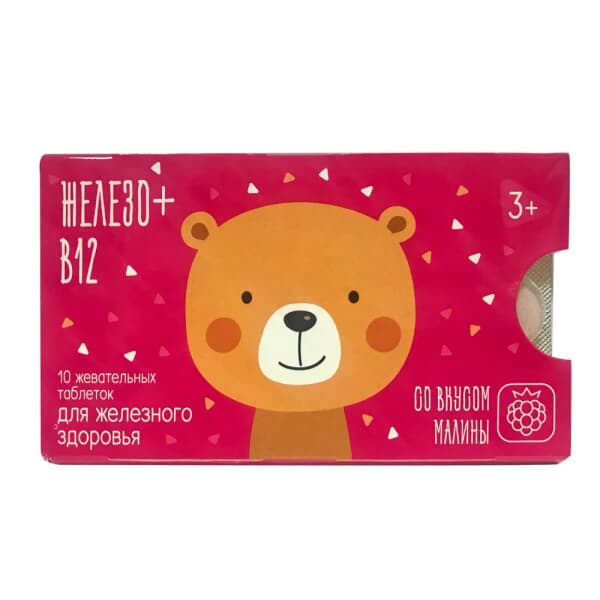 ЖЕЛЕЗО+
B12
3+
10 жевательных
таблеток
для железного
здоровья
СО ВКУСОМ
МАЛИНЫ